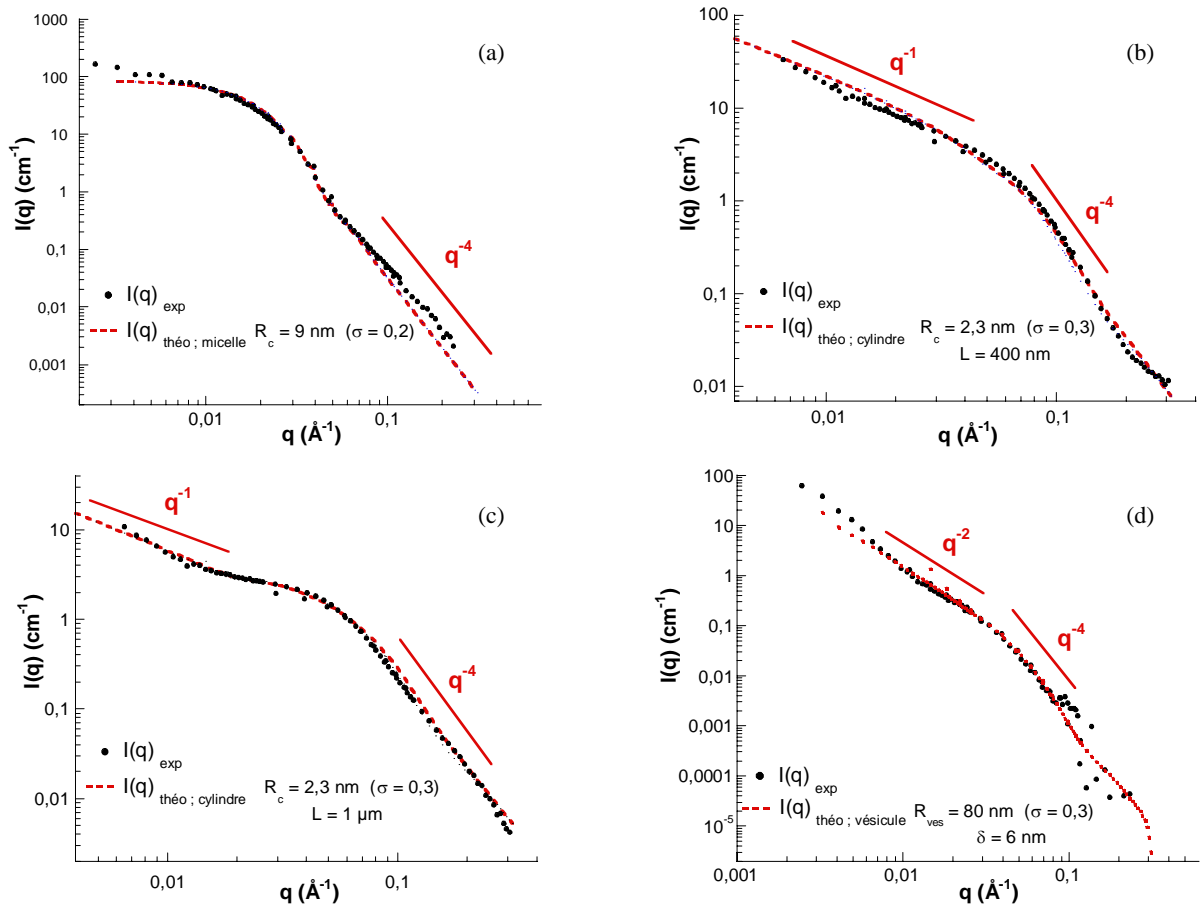 (a)
1000
100
10
1
0,1
0,01
0,001
I(q) (cm⁻¹)
q⁻⁴
I(q) exp
I(q) théo ; micelle R_c = 9 nm (σ = 0,2)
0,01 0,1
q (Å⁻¹)
(b)
100
10
1
0,1
0,01
I(q) (cm⁻¹)
q⁻¹
q⁻⁴
I(q) exp
I(q) théo ; cylindre R_c = 2,3 nm (σ = 0,3)
L = 400 nm
0,01 0,1
q (Å⁻¹)
(c)
10
1
0,1
0,01
I(q) (cm⁻¹)
q⁻¹
q⁻⁴
I(q) exp
I(q) théo ; cylindre R_c = 2,3 nm (σ = 0,3)
L = 1 µm
0,01 0,1
q (Å⁻¹)
(d)
100
10
1
0,1
0,01
0,001
0,0001
10⁻⁵
I(q) (cm⁻¹)
q⁻²
q⁻⁴
I(q) exp
I(q) théo ; vésicule R_ves = 80 nm (σ = 0,3)
δ = 6 nm
0,001 0,01 0,1
q (Å⁻¹)